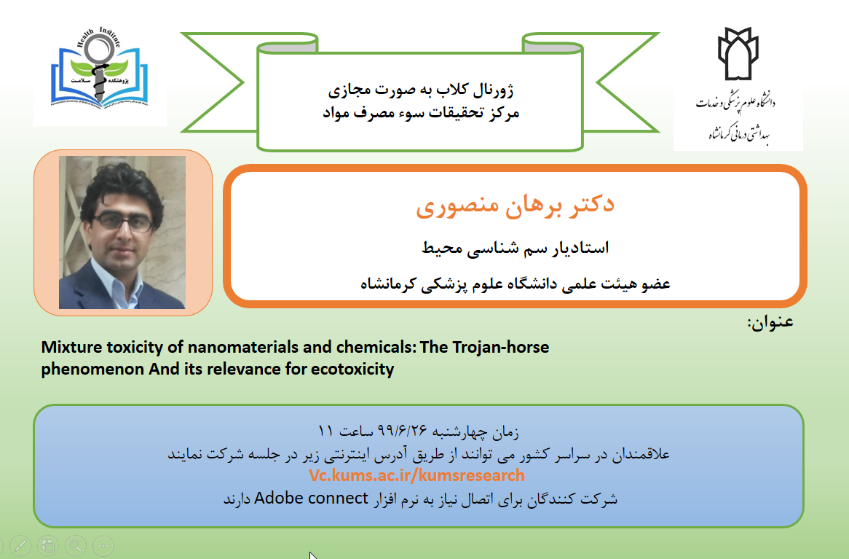 Health Institute
پژوهشکده سلامت
ژورنال کلاب به صورت مجازی
مرکز تحقیقات سوء مصرف مواد
دانشگاه علوم پزشکی و خدمات
بهداشتی درمانی کرمانشاه
دکتر برهان منصوری
استادیار سم شناسی محیط
عضو هیئت علمی دانشگاه علوم پزشکی کرمانشاه
عنوان:
Mixture toxicity of nanomaterials and chemicals: The Trojan-horse
phenomenon And its relevance for ecotoxicity
زمان چهارشنبه ۹۹/۶/۲۶ ساعت ۱۱
علاقمندان در سراسر کشور می توانند از طریق آدرس اینترنتی زیر در جلسه شرکت نمایند
Vc.kums.ac.ir/kumsresearch
شرکت کنندگان برای اتصال نیاز به نرم افزار Adobe connect دارند